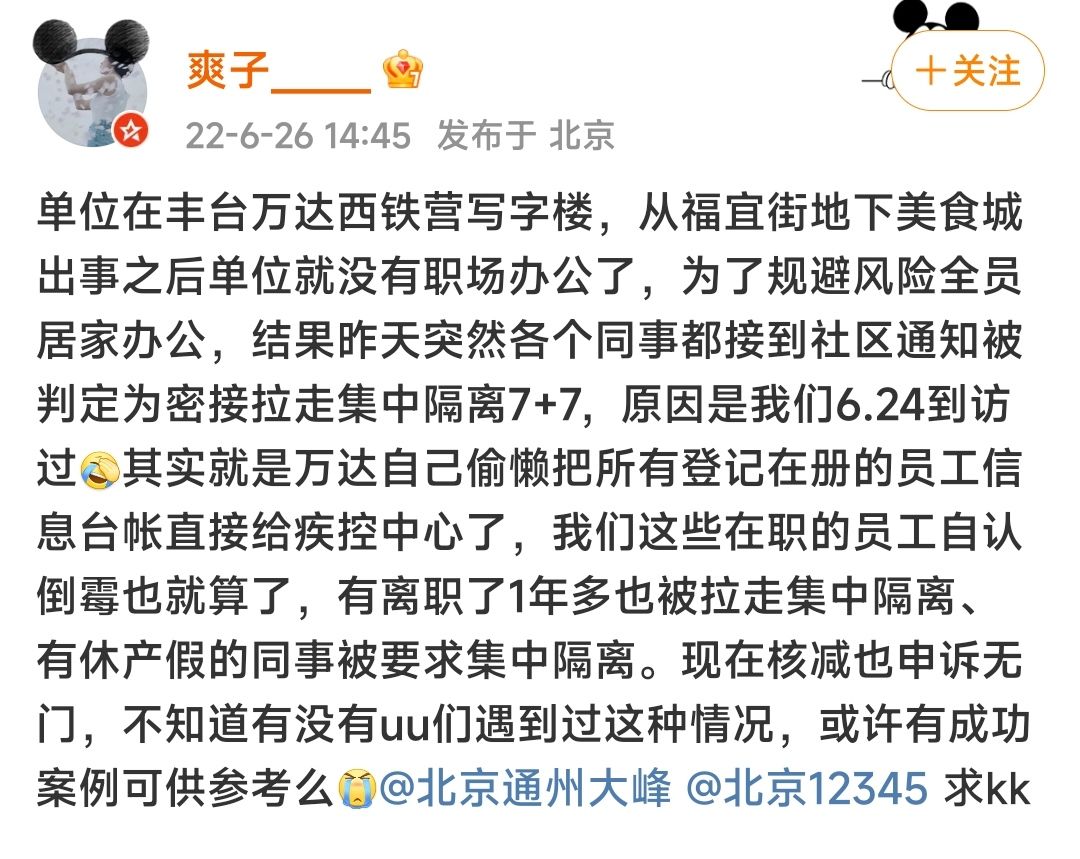 爽子_____
十关注
22-6-26 14:45 发布于 北京
单位在丰台万达西铁营写字楼，从福宜街地下美食城
出事之后单位就没有职场办公了，为了规避风险全员
居家办公，结果昨天突然各个同事都接到社区通知被
判定为密接拉走集中隔离7+7，原因是我们6.24到访
过🤣其实就是万达自己偷懒把所有登记在册的员工信
息台帐直接给疾控中心了，我们这些在职的员工自认
倒霉也就算了，有离职了1年多也被拉走集中隔离、
有休产假的同事被要求集中隔离。现在核减也申诉无
门，不知道有没有uu们遇到过这种情况，或许有成功
案例可供参考么😭@北京通州大峰 @北京12345 求kk